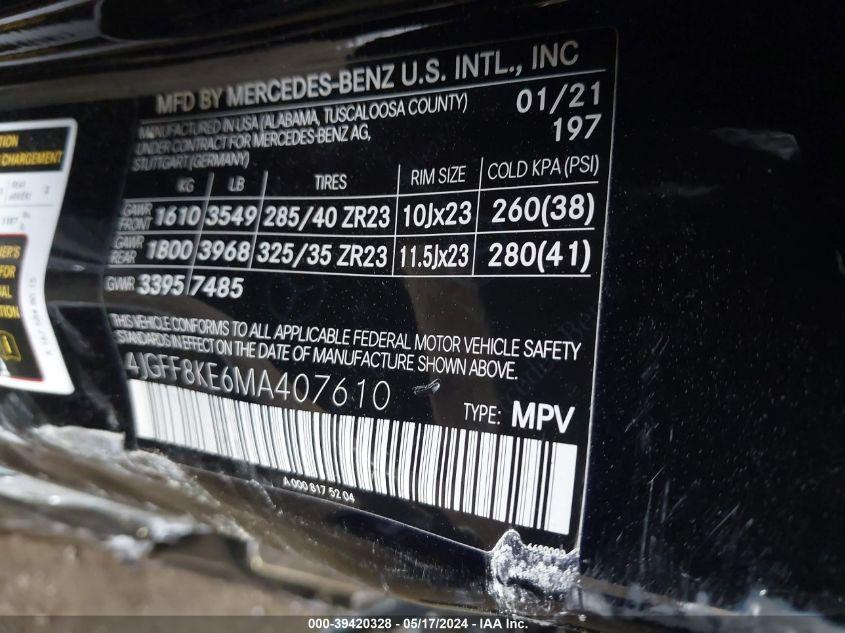 MFD BY MERCEDES-BENZ U.S. INTL., INC
MANUFACTURED IN USA (ALABAMA, TUSCALOOSA COUNTY) 01/21
UNDER CONTRACT FOR MERCEDES-BENZ AG, 197
STUTTGART (GERMANY)
KG LB TIRES RIM SIZE COLD KPA (PSI)
GAWR FRONT 1610 3549 285/40 ZR23 10Jx23 260(38)
GAWR REAR 1800 3968 325/35 ZR23 11.5Jx23 280(41)
GVWR 3395 7485
THIS VEHICLE CONFORMS TO ALL APPLICABLE FEDERAL MOTOR VEHICLE SAFETY
STANDARDS IN EFFECT ON THE DATE OF MANUFACTURE SHOWN ABOVE.
4JGFF8KE6MA407610
TYPE: MPV
A 000 817 52 04
CHARGEMENT
000-39420328 - 05/17/2024 - IAAI.COM